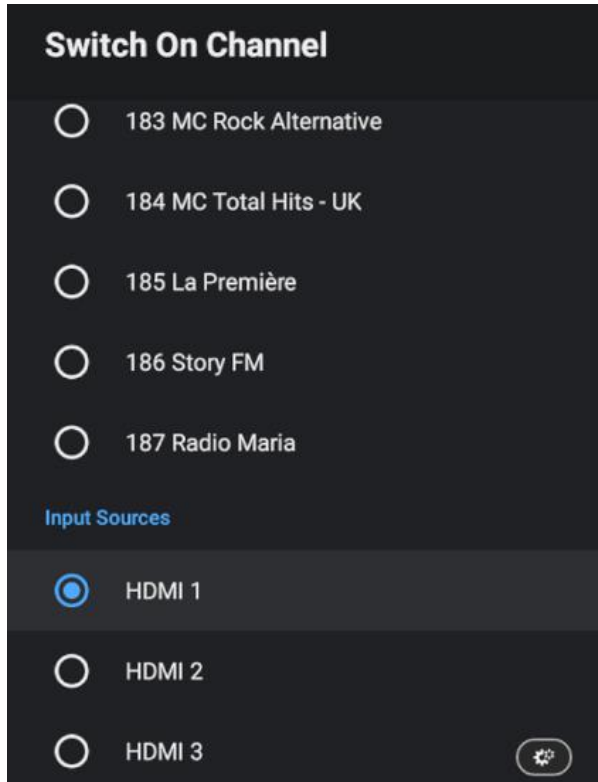 Switch On Channel
183 MC Rock Alternative
184 MC Total Hits - UK
185 La Première
186 Story FM
187 Radio Maria
Input Sources
HDMI 1
HDMI 2
HDMI 3